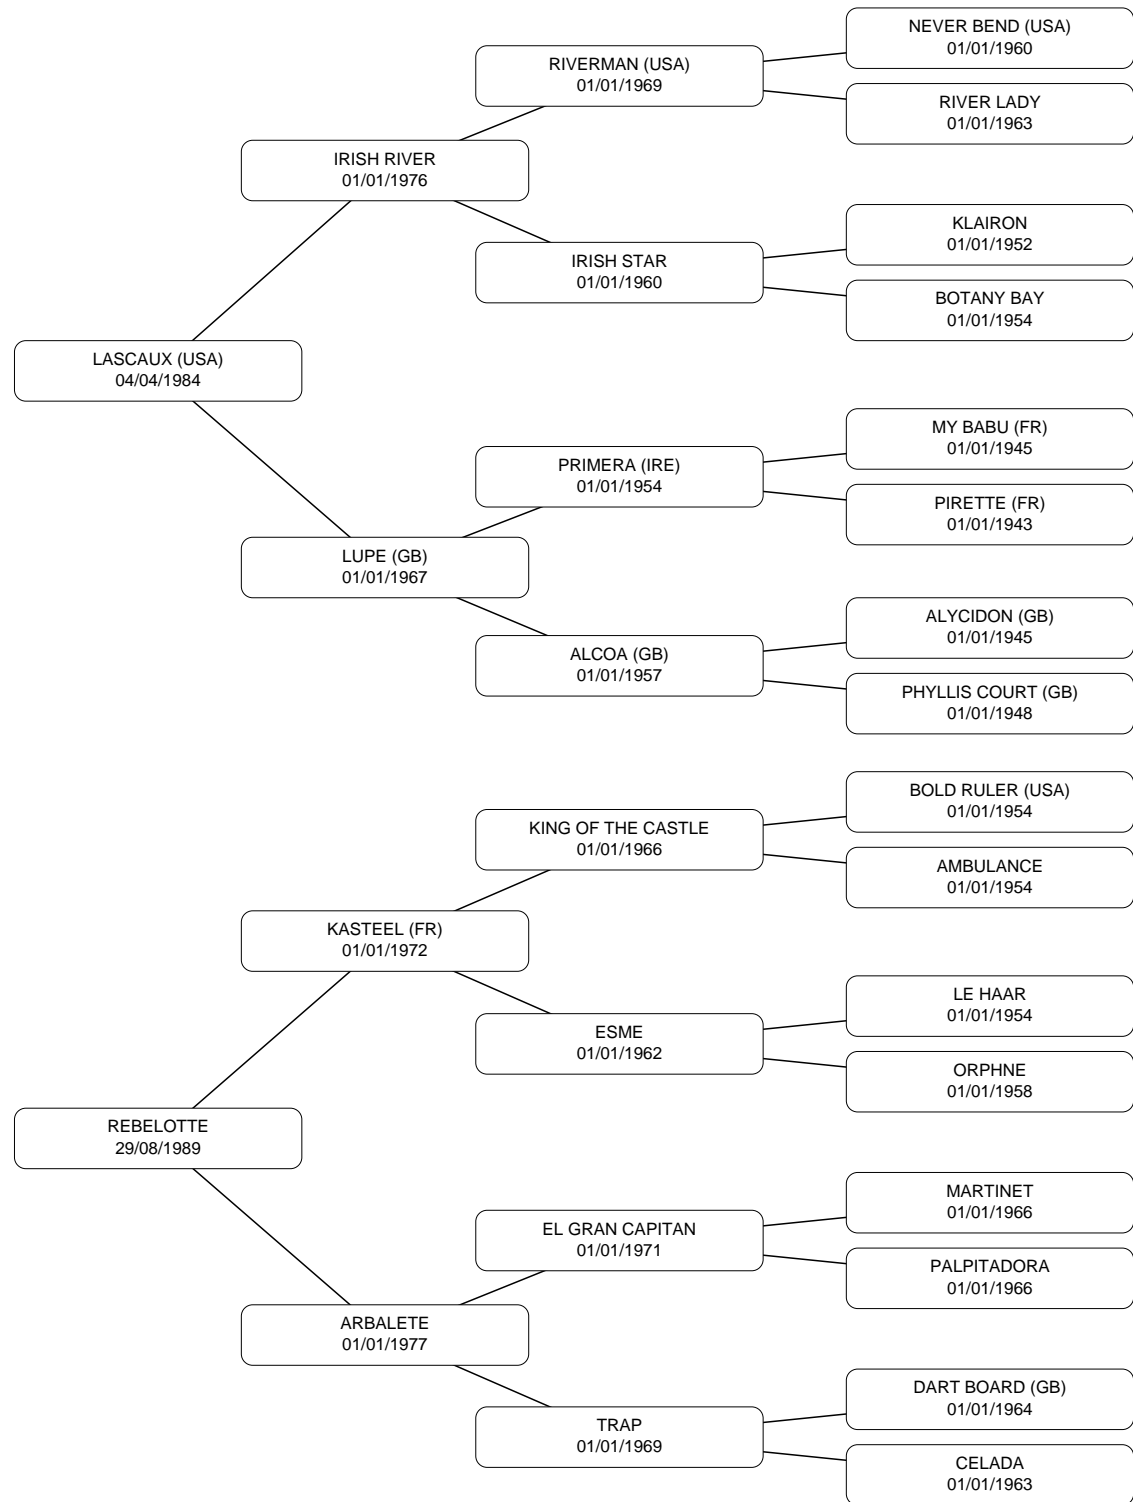 NEVER BEND (USA)
01/01/1960
RIVERMAN (USA)
01/01/1969
RIVER LADY
01/01/1963
IRISH RIVER
01/01/1976
KLAIRON
01/01/1952
IRISH STAR
01/01/1960
BOTANY BAY
01/01/1954
LASCAUX (USA)
04/04/1984
MY BABU (FR)
01/01/1945
PRIMERA (IRE)
01/01/1954
PIRETTE (FR)
01/01/1943
LUPE (GB)
01/01/1967
ALYCIDON (GB)
01/01/1945
ALCOA (GB)
01/01/1957
PHYLLIS COURT (GB)
01/01/1948
BOLD RULER (USA)
01/01/1954
KING OF THE CASTLE
01/01/1966
AMBULANCE
01/01/1954
KASTEEL (FR)
01/01/1972
LE HAAR
01/01/1954
ESME
01/01/1962
ORPHNE
01/01/1958
REBELOTTE
29/08/1989
MARTINET
01/01/1966
EL GRAN CAPITAN
01/01/1971
PALPITADORA
01/01/1966
ARBALETE
01/01/1977
DART BOARD (GB)
01/01/1964
TRAP
01/01/1969
CELADA
01/01/1963